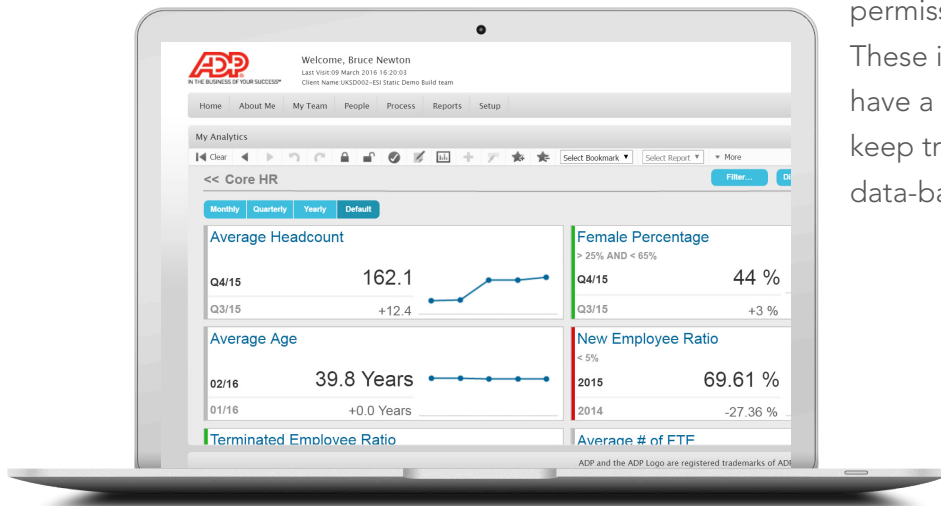 ADP
IN THE BUSINESS OF YOUR SUCCESS
Welcome, Bruce Newton
Last Visit:09 March 2016 16:20:03
Client Name:UKSD002-ESI Static Demo Build team
Home About Me My Team People Process Reports Setup
My Analytics
Clear Select Bookmark Select Report More
<< Core HR
Filter...
Monthly Quarterly Yearly Default
Average Headcount
Q4/15 162.1
Q3/15 +12.4
Female Percentage
> 25% AND < 65%
Q4/15 44 %
Q3/15 +3 %
Average Age
02/16 39.8 Years
01/16 +0.0 Years
New Employee Ratio
< 5%
2015 69.61 %
2014 -27.36 %
Terminated Employee Ratio
Average # of FTE
ADP and the ADP Logo are registered trademarks of ADP
These
have a
keep